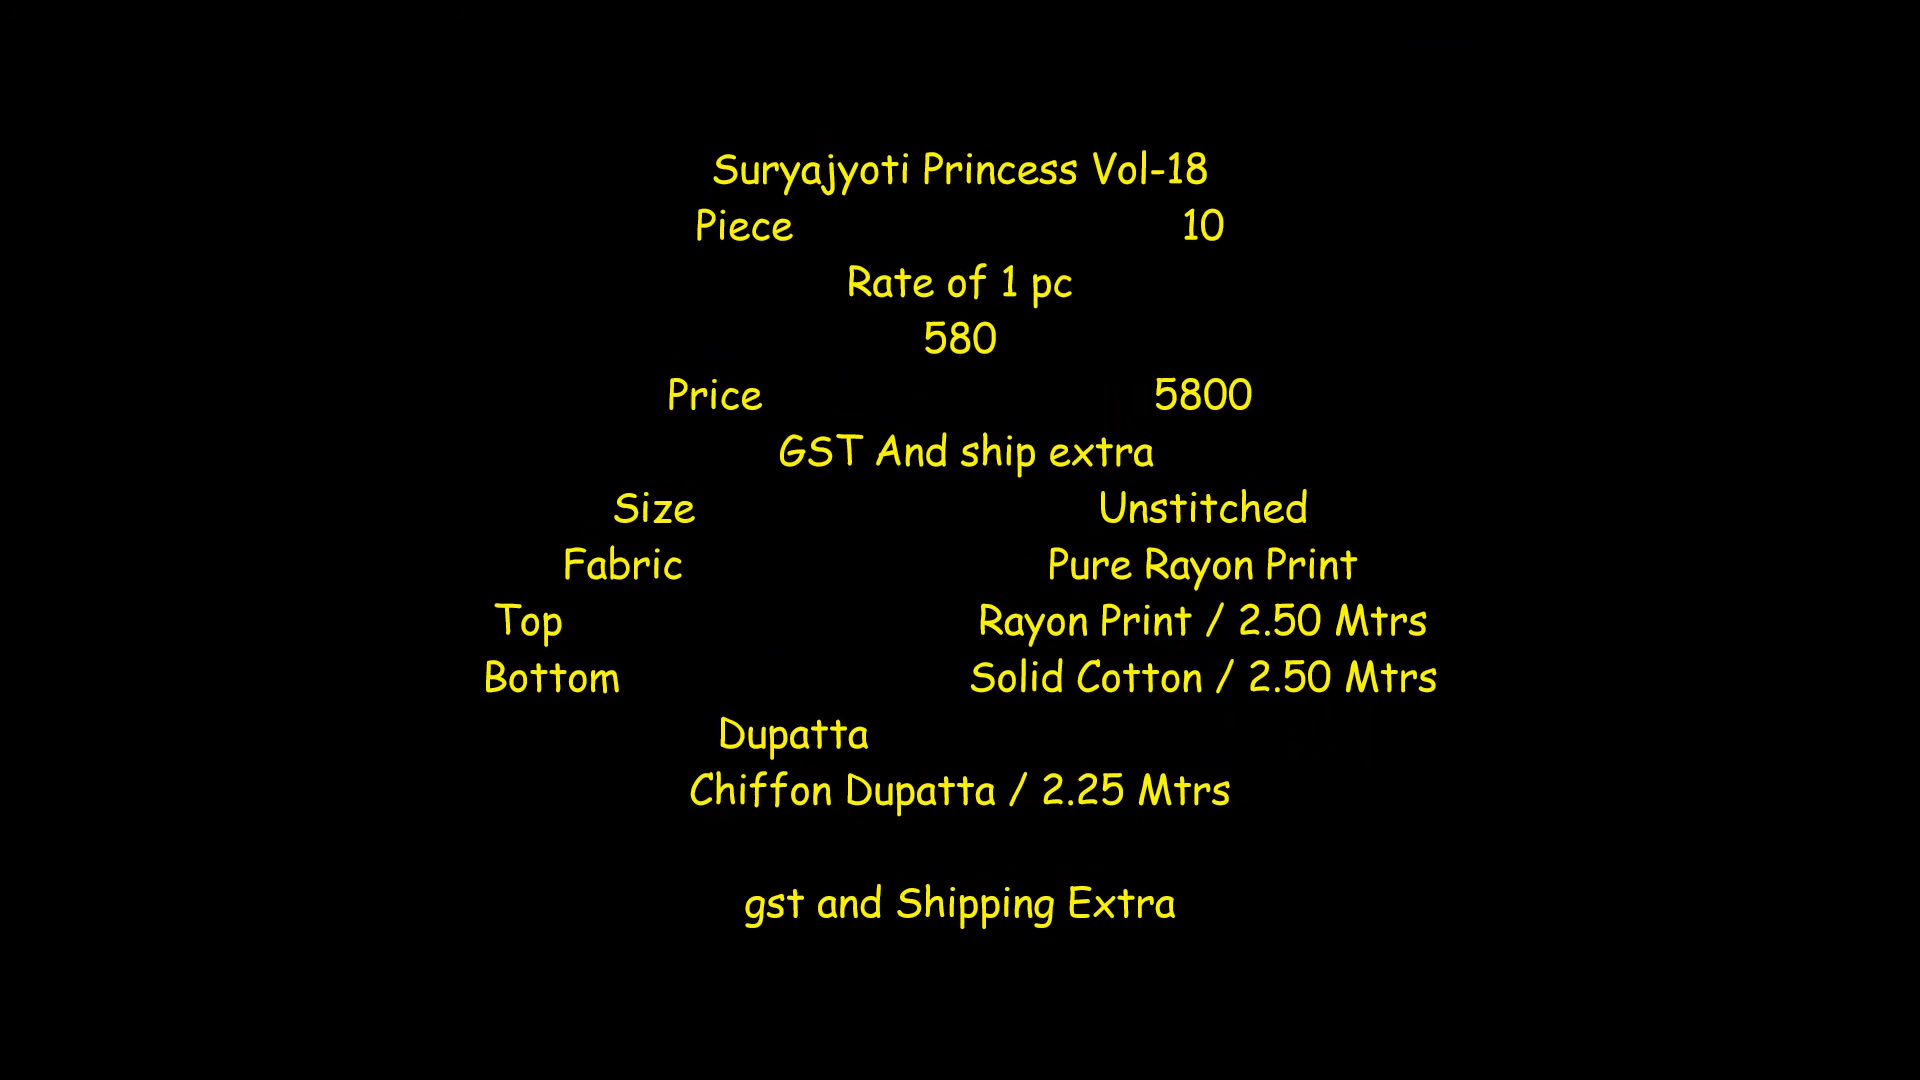 Suryajyoti Princess Vol-18
Piece 10
Rate of 1 pc
580
Price 5800
GST And ship extra
Size Unstitched
Fabric Pure Rayon Print
Top Rayon Print / 2.50 Mtrs
Bottom Solid Cotton / 2.50 Mtrs
Dupatta
Chiffon Dupatta / 2.25 Mtrs
gst and Shipping Extra